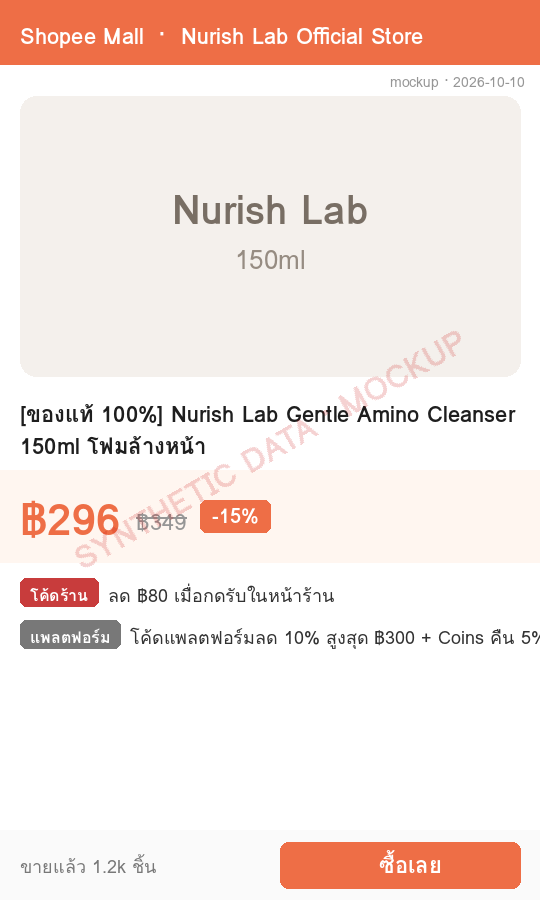 Shopee Mall · Nurish Lab Official Store
mockup · 2026-10-10
Nurish Lab
150ml
[ของแท้ 100%] Nurish Lab Gentle Amino Cleanser
150ml โฟมล้างหน้า
SYNTHETIC DATA · MOCKUP
฿296 ฿349 -15%
โค้ดร้าน ลด ฿80 เมื่อกดรับในหน้าร้าน
แพลตฟอร์ม โค้ดแพลตฟอร์มลด 10% สูงสุด ฿300 + Coins คืน 5%
ขายแล้ว 1.2k ชิ้น ซื้อเลย